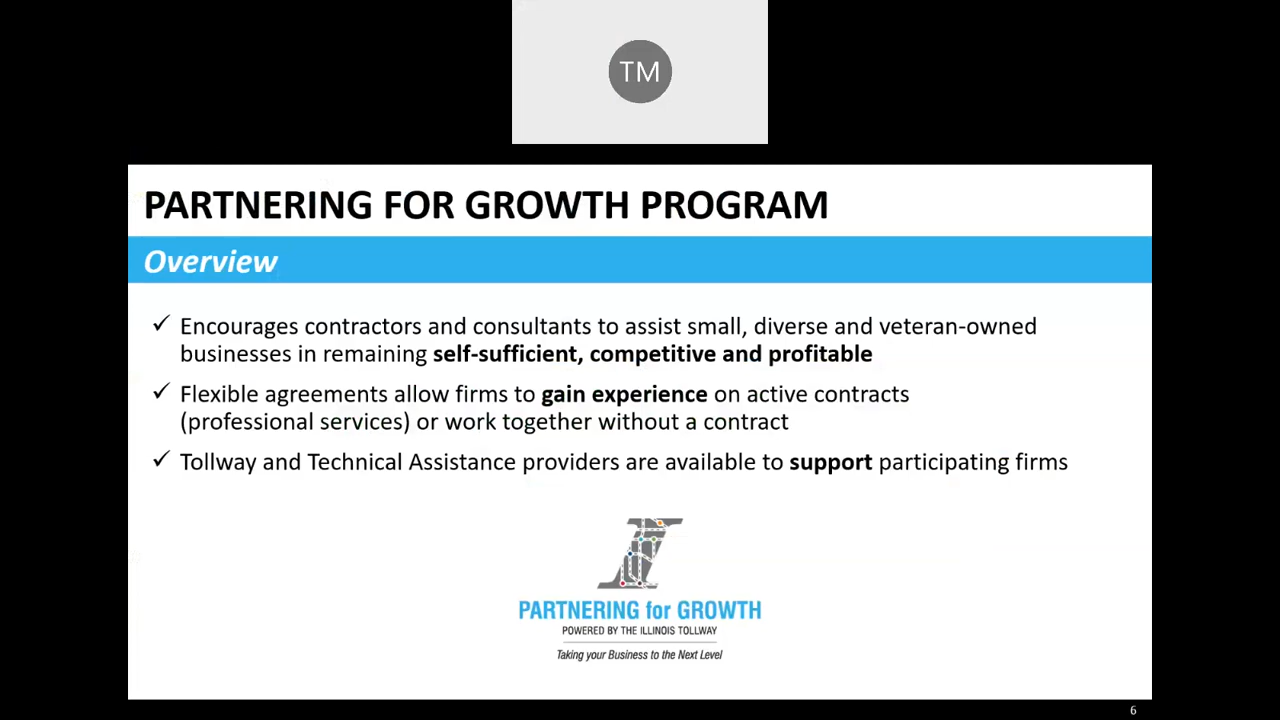 TM
PARTNERING FOR GROWTH PROGRAM
Overview
✓ Encourages contractors and consultants to assist small, diverse and veteran-owned
businesses in remaining self-sufficient, competitive and profitable
✓ Flexible agreements allow firms to gain experience on active contracts
(professional services) or work together without a contract
✓ Tollway and Technical Assistance providers are available to support participating firms
PARTNERING for GROWTH
POWERED BY THE ILLINOIS TOLLWAY
Taking your Business to the Next Level
6